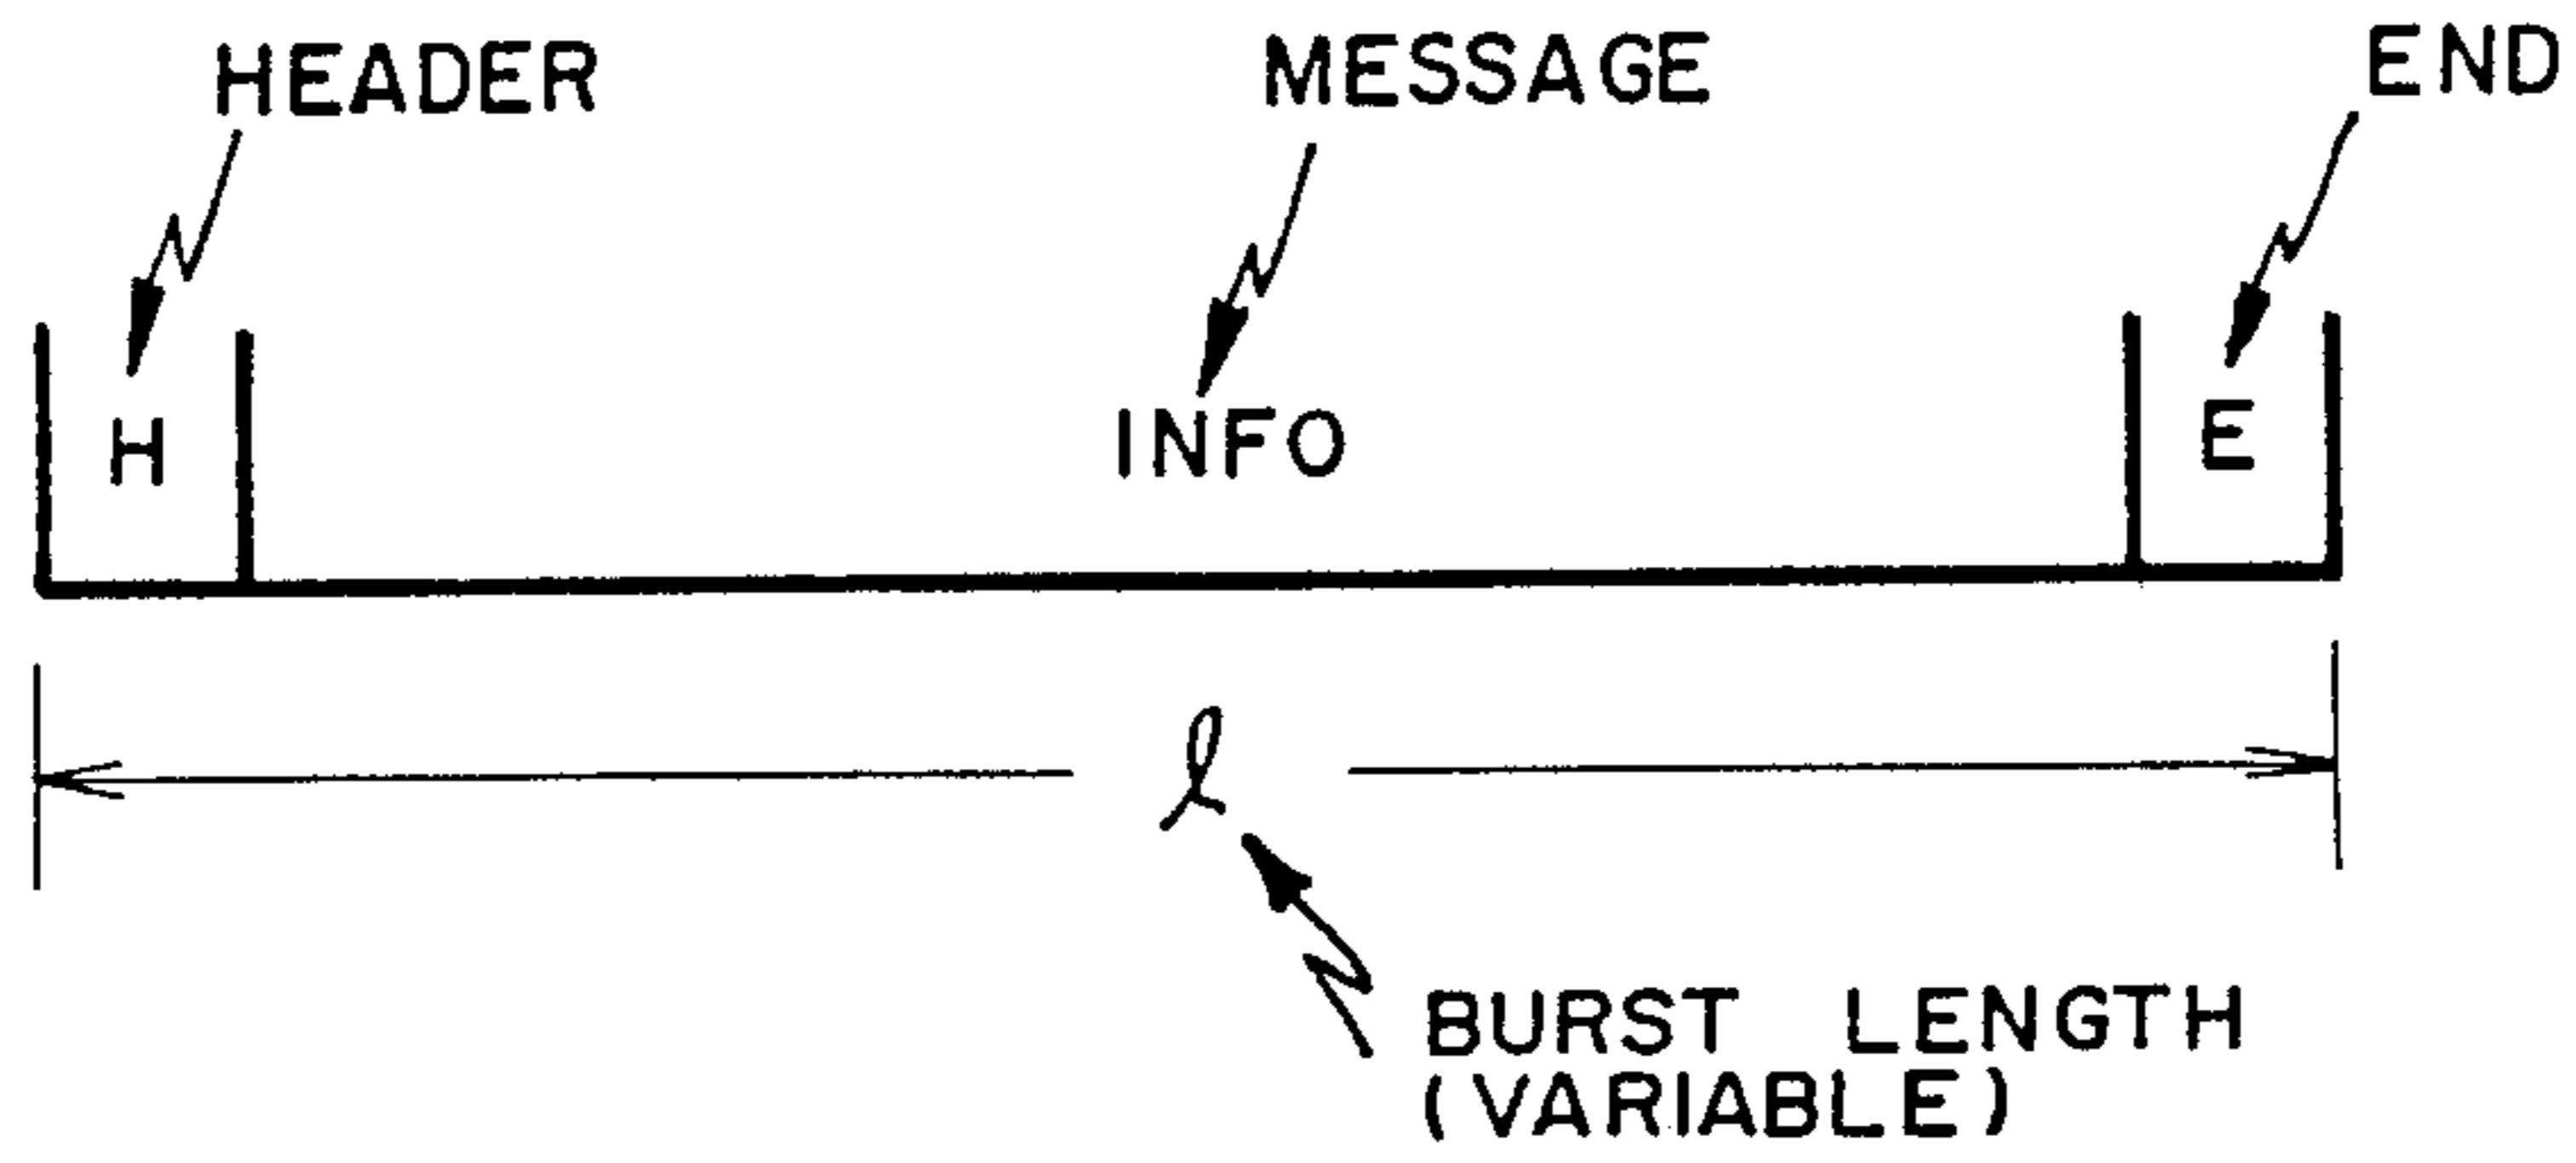 HEADER
MESSAGE
END
H
INFO
E
ℓ
BURST LENGTH
(VARIABLE)